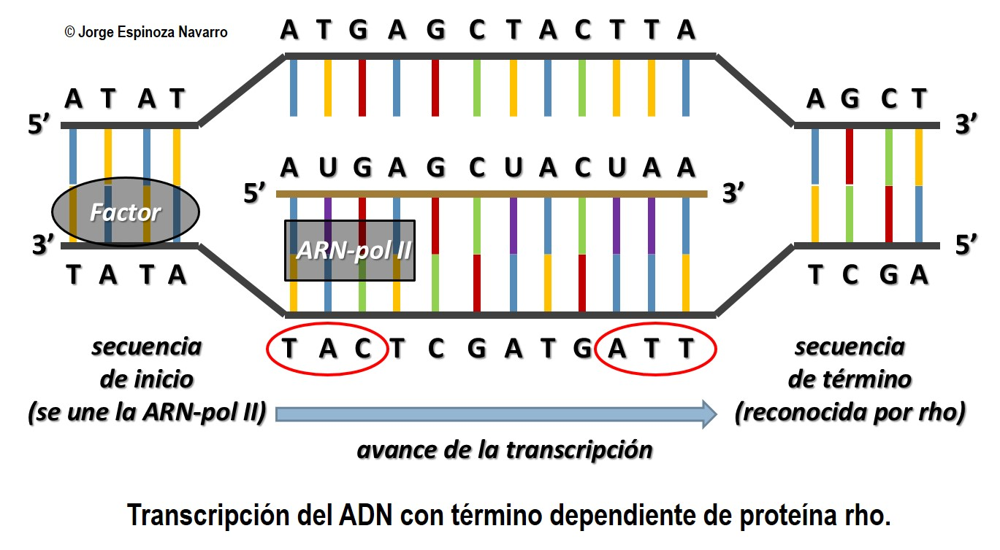 © Jorge Espinoza Navarro
A T G A G C T A C T T A
A T A T
A G C T
5’
3’
A U G A G C U A C U A A
5’
3’
Factor
ARN-pol II
3’
5’
T A T A
T C G A
T A C T C G A T G A T T
secuencia
de inicio
(se une la ARN-pol II)
secuencia
de término
(reconocida por rho)
avance de la transcripción
Transcripción del ADN con término dependiente de proteína rho.